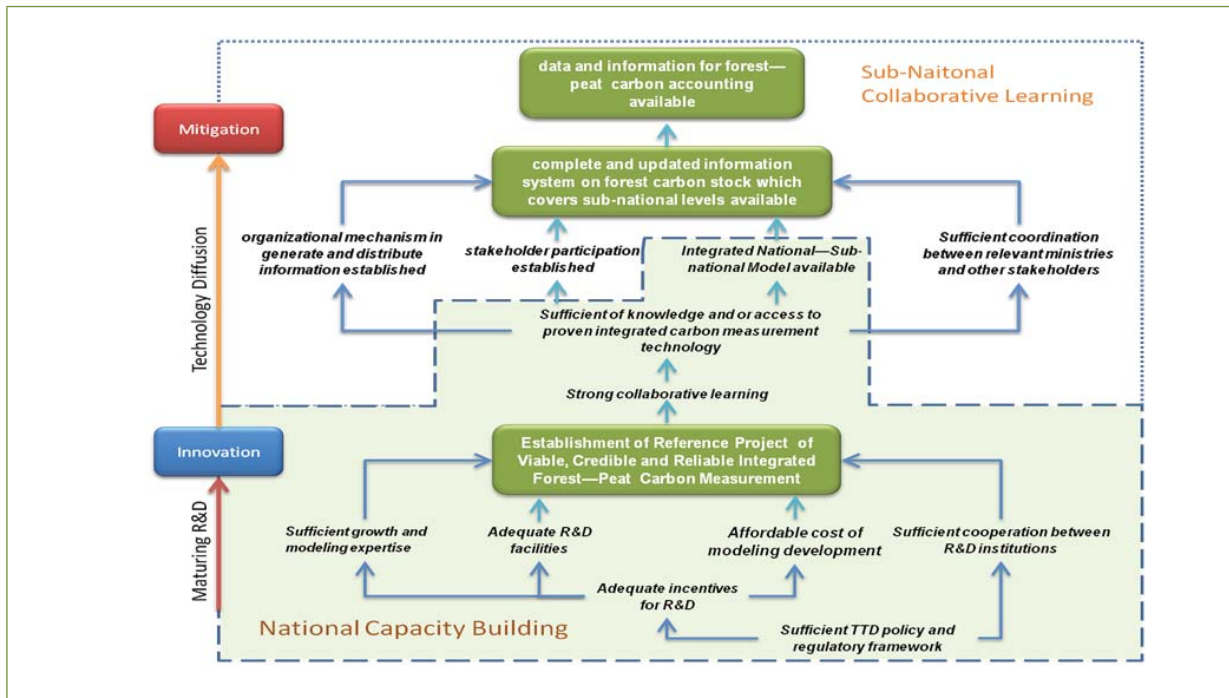 data and information for forest—
peat carbon accounting
available
Sub-Naitonal
Collaborative Learning
Mitigation
complete and updated information
system on forest carbon stock which
covers sub-national levels available
organizational mechanism in
generate and distribute
information established
stakeholder participation
established
Integrated National—Sub-
national Model available
Sufficient coordination
between relevant ministries
and other stakeholders
Technology Diffusion
Sufficient of knowledge and or access to
proven integrated carbon measurement
technology
Strong collaborative learning
Innovation
Establishment of Reference Project of
Viable, Credible and Reliable Integrated
Forest—Peat Carbon Measurement
Maturing R&D
Sufficient growth and
modeling expertise
Adequate R&D
facilities
Affordable cost of
modeling development
Sufficient cooperation between
R&D institutions
Adequate incentives
for R&D
National Capacity Building
Sufficient TTD policy and
regulatory framework